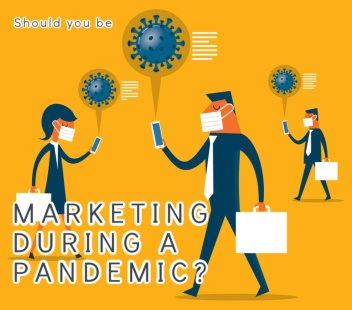 Should you be
MARKETING
DURING A
PANDEMIC?